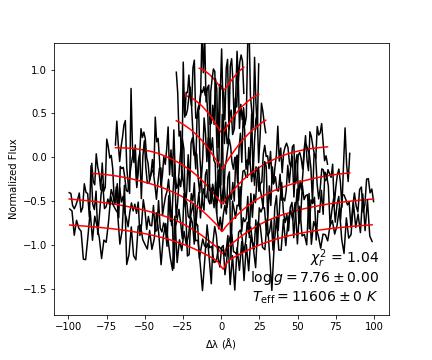 1.0
0.5
0.0
-0.5
-1.0
-1.5
Normalized Flux
χ²ᵣ = 1.04
log g = 7.76 ± 0.00
T_eff = 11606 ± 0 K
−100 −75 −50 −25 0 25 50 75 100
Δλ (Å)